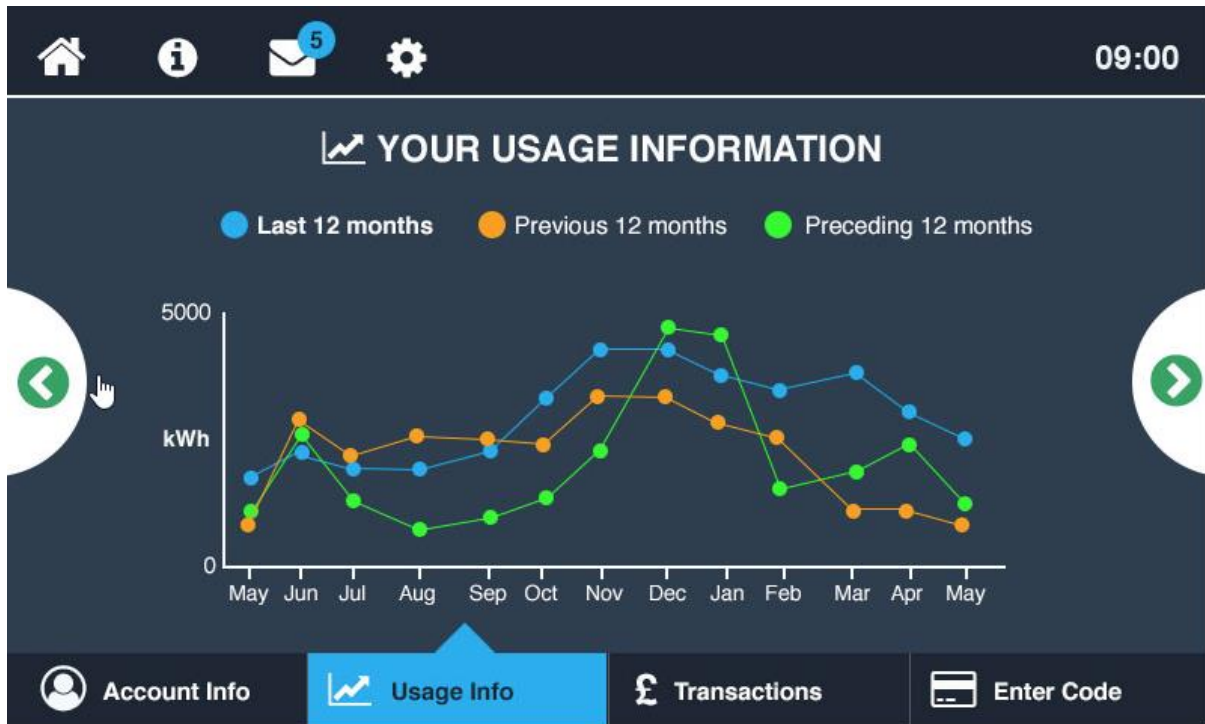 5
09:00
YOUR USAGE INFORMATION
Last 12 months Previous 12 months Preceding 12 months
5000
kWh
0
May Jun Jul Aug Sep Oct Nov Dec Jan Feb Mar Apr May
Account Info Usage Info £ Transactions Enter Code